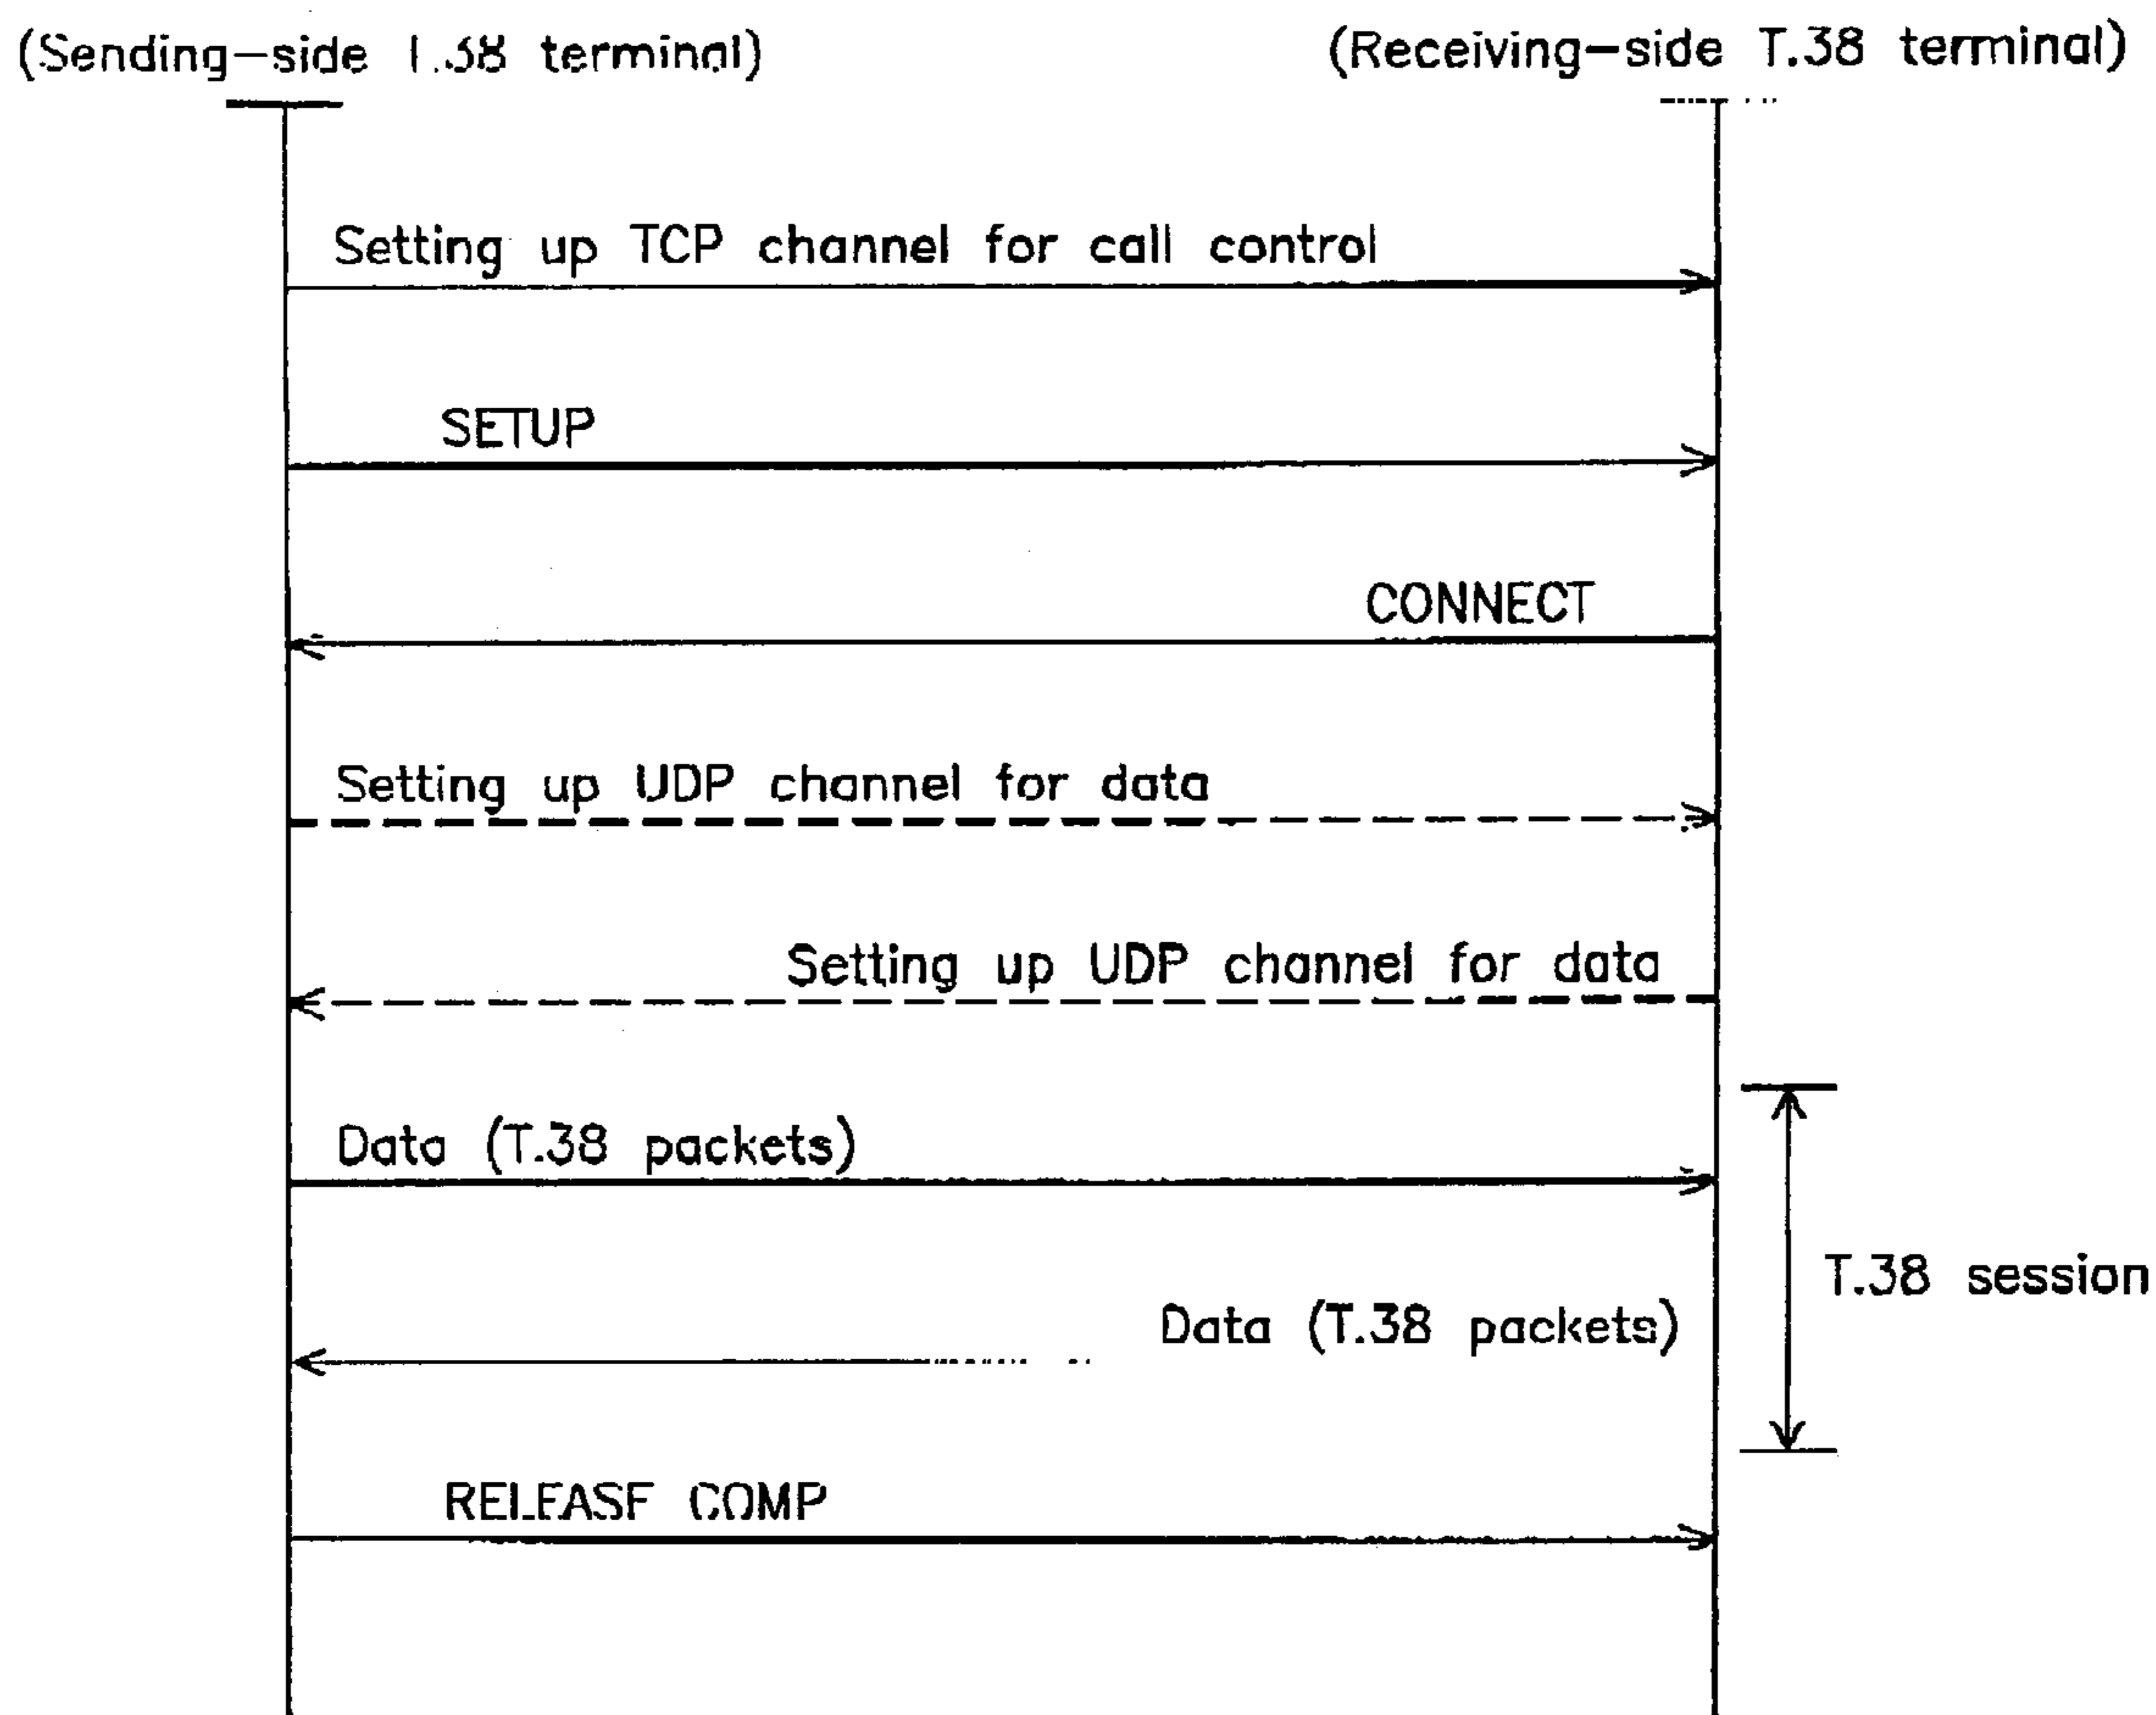 (Sending-side T.38 terminal)
(Receiving-side T.38 terminal)
Setting up TCP channel for call control
SETUP
CONNECT
Setting up UDP channel for data
Setting up UDP channel for data
Data (T.38 packets)
T.38 session
Data (T.38 packets)
RELEASE COMP